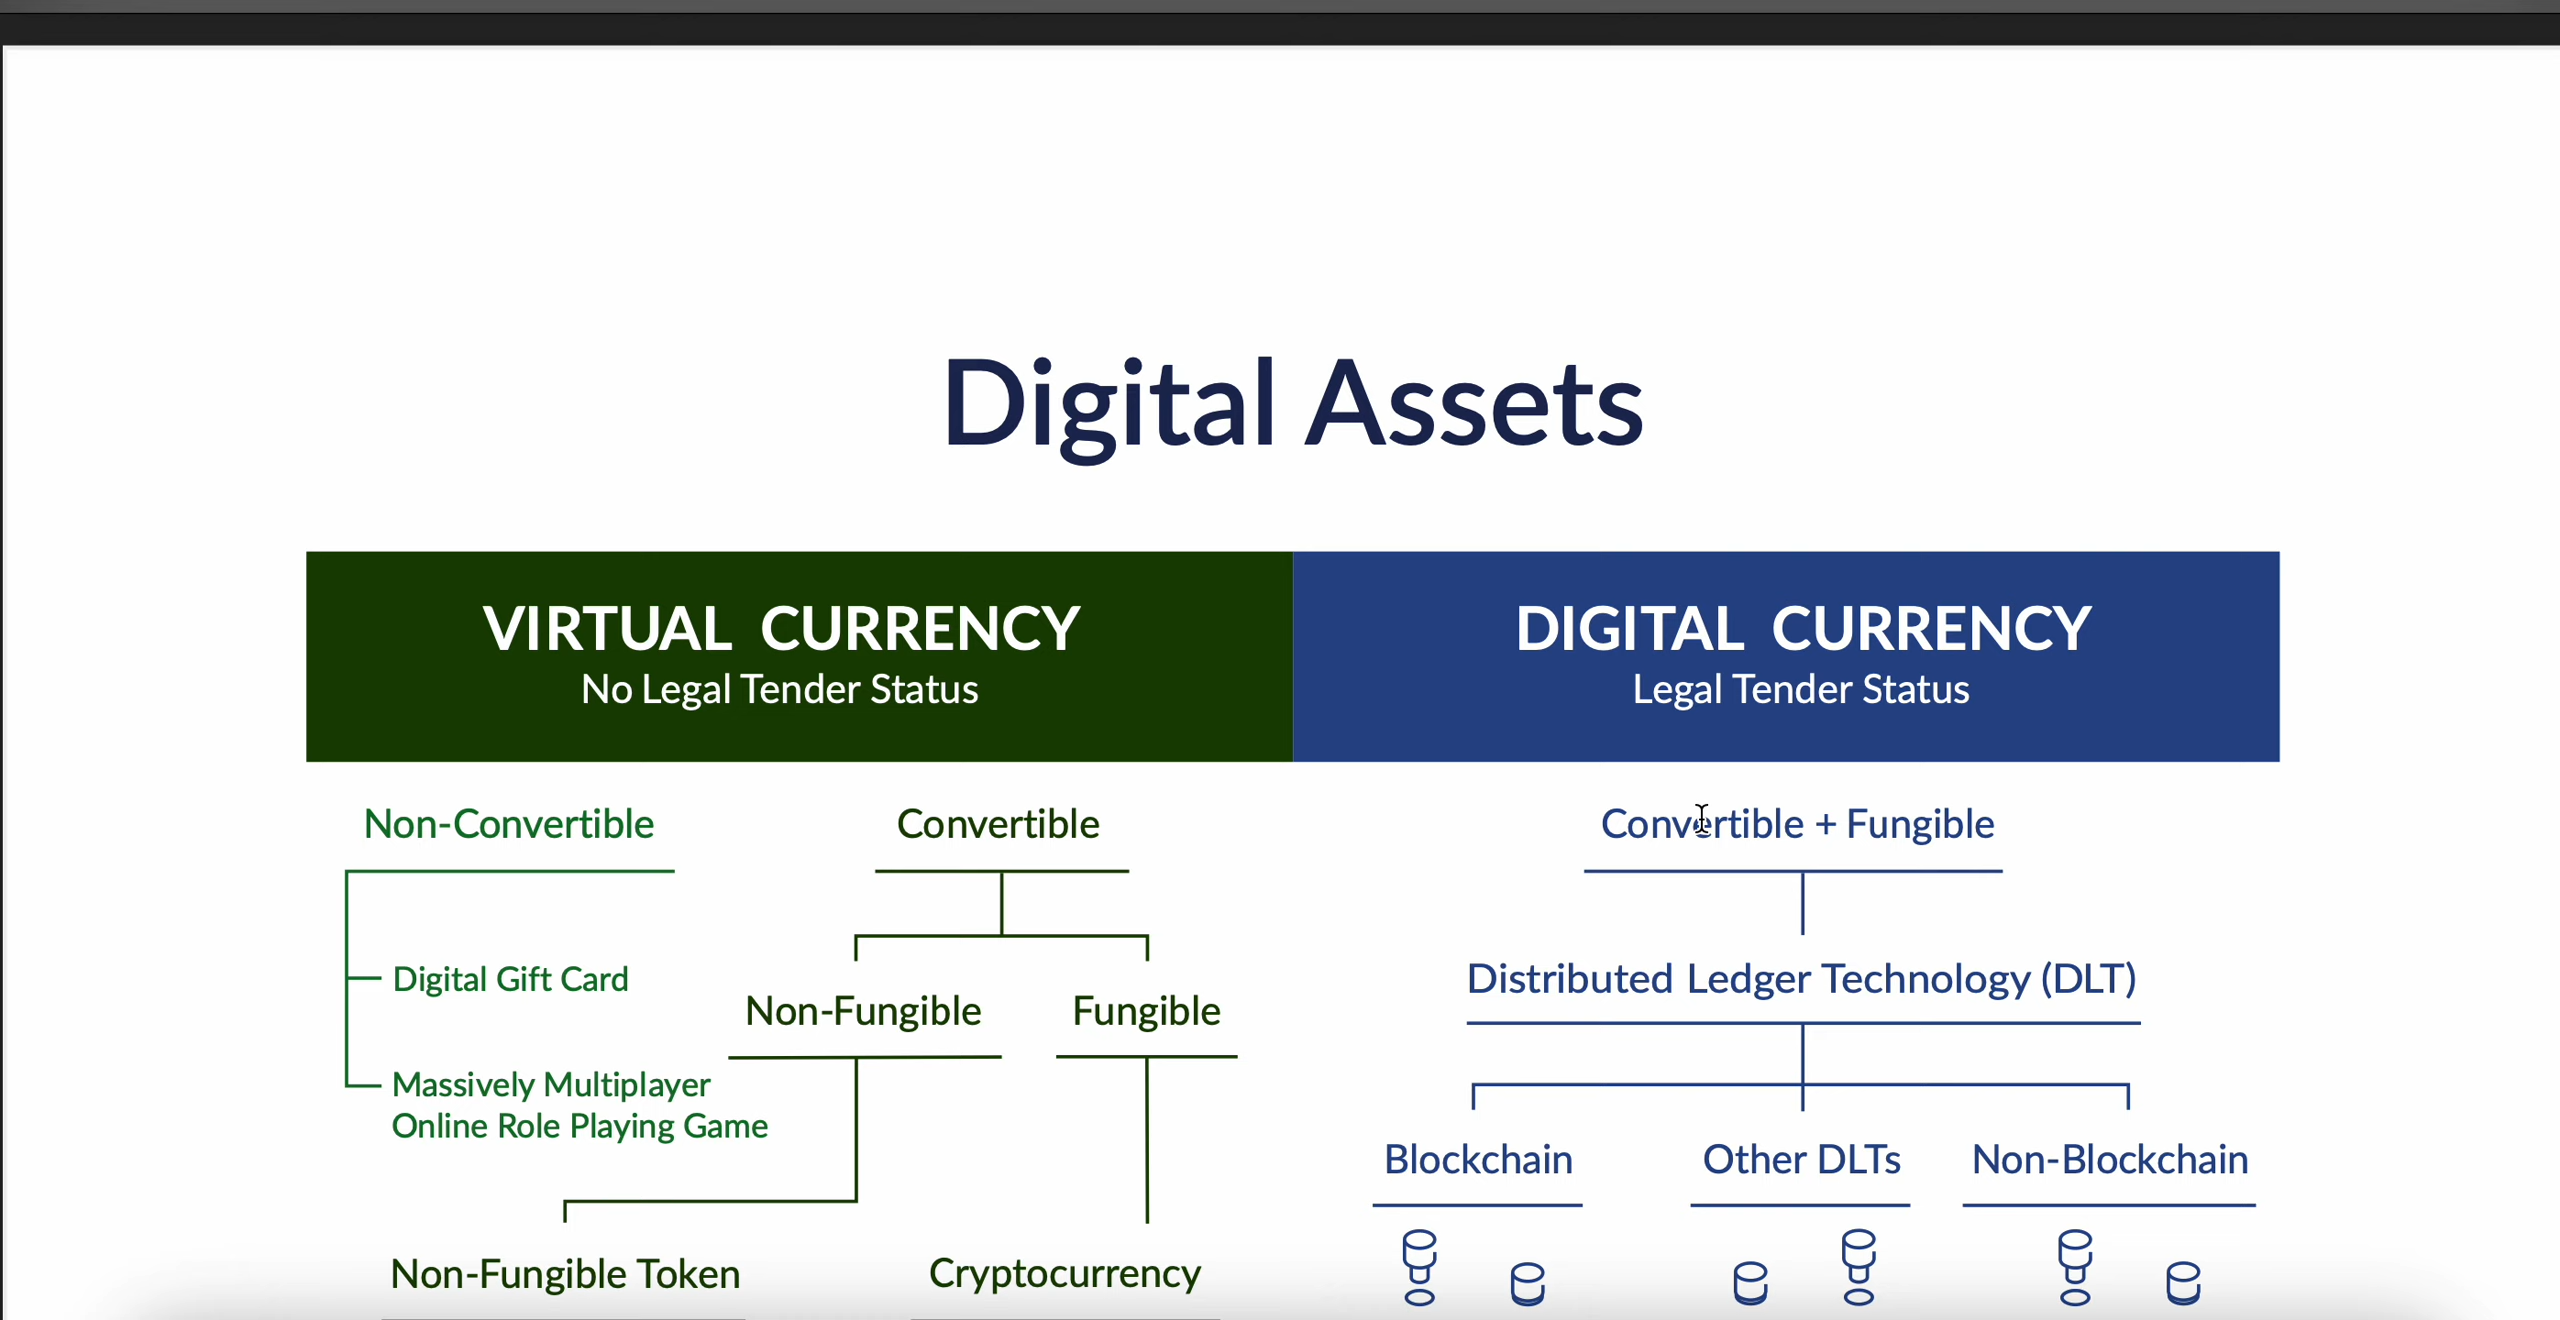 Digital Assets
VIRTUAL CURRENCY
No Legal Tender Status
DIGITAL CURRENCY
Legal Tender Status
Non-Convertible
Digital Gift Card
Massively Multiplayer
Online Role Playing Game
Convertible
Non-Fungible
Fungible
Non-Fungible Token
Cryptocurrency
Convertible + Fungible
Distributed Ledger Technology (DLT)
Blockchain
Other DLTs
Non-Blockchain